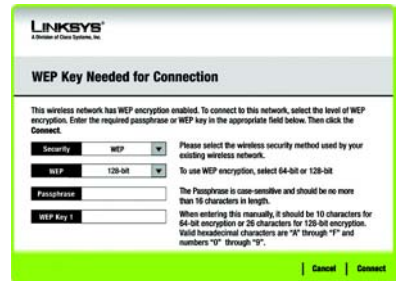 LINKSYS®
A Division of Cisco Systems, Inc.
WEP Key Needed for Connection
This wireless network has WEP encryption enabled. To connect to this network, select the level of WEP
encryption. Enter the required passphrase or WEP key in the appropriate field below. Then click the
Connect.
Security WEP Please select the wireless security method used by your
existing wireless network.
WEP 128-bit To use WEP encryption, select 64-bit or 128-bit
Passphrase The Passphrase is case-sensitive and should be no more
than 16 characters in length.
WEP Key 1 When entering this manually, it should be 10 characters for
64-bit encryption or 26 characters for 128-bit encryption.
Valid hexadecimal characters are "A" through "F" and
numbers "0" through "9".
Cancel Connect